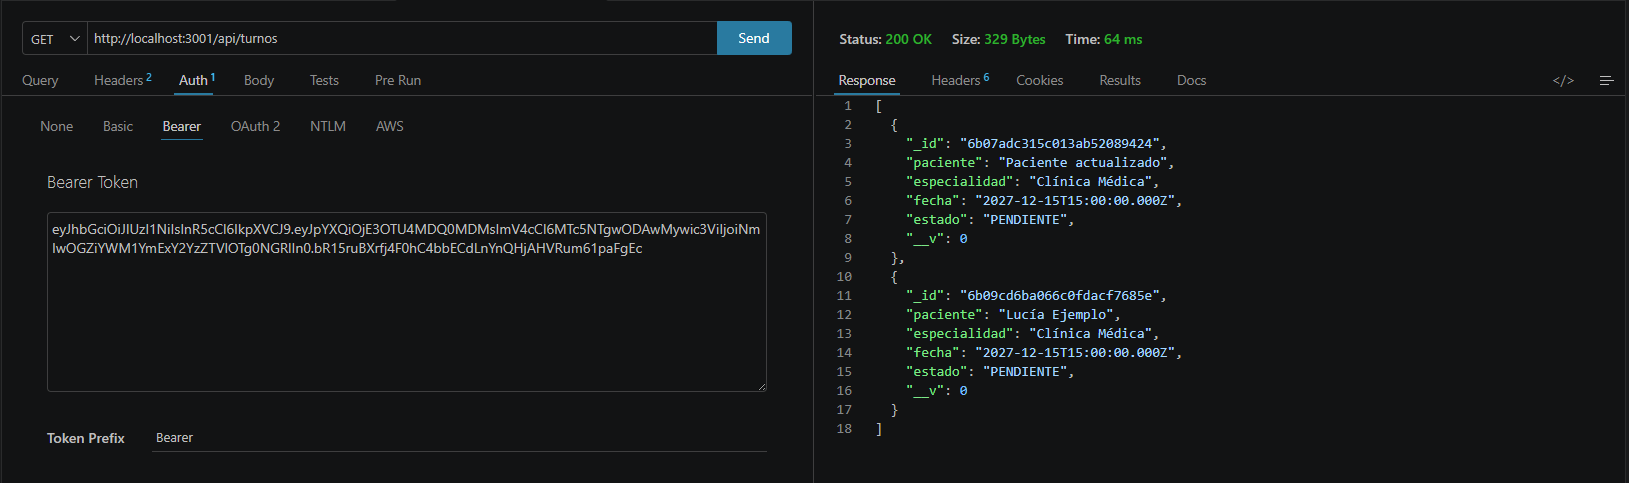 GET http://localhost:3001/api/turnos Send
Query Headers 2 Auth 1 Body Tests Pre Run
None Basic Bearer OAuth 2 NTLM AWS
Bearer Token
eyJhbGciOiJIUzI1NiIsInR5cCI6IkpXVCJ9.eyJpYXQiOjE3OTU4MDQ0MDMsImV4cCI6MTc5NTgwODAwMywic3ViIjoiNm
IwOGZiYWM1YmExY2YzZTVlOTg0NGRlIn0.bR15ruBXrfj4F0hC4bbECdLnYnQHjAHVRum61paFgEc
Token Prefix Bearer
Status: 200 OK Size: 329 Bytes Time: 64 ms
Response Headers 6 Cookies Results Docs </>
1 [
2 {
3 "_id": "6b07adc315c013ab52089424",
4 "paciente": "Paciente actualizado",
5 "especialidad": "Clínica Médica",
6 "fecha": "2027-12-15T15:00:00.000Z",
7 "estado": "PENDIENTE",
8 "__v": 0
9 },
10 {
11 "_id": "6b09cd6ba066c0fdacf7685e",
12 "paciente": "Lucía Ejemplo",
13 "especialidad": "Clínica Médica",
14 "fecha": "2027-12-15T15:00:00.000Z",
15 "estado": "PENDIENTE",
16 "__v": 0
17 }
18 ]